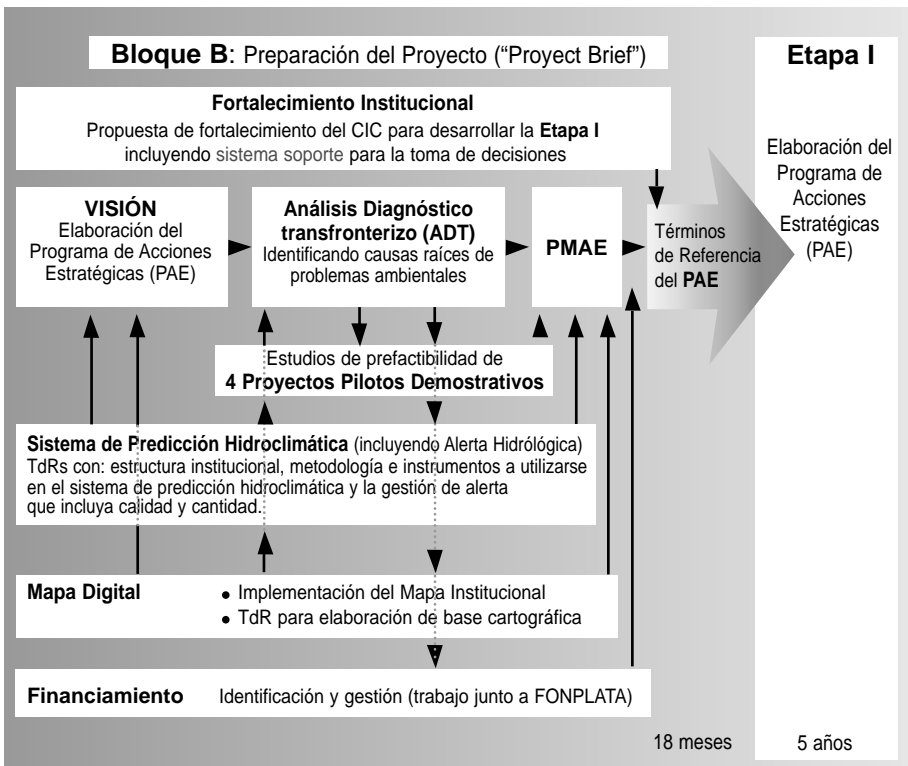 Bloque B: Preparación del Proyecto (“Proyect Brief”)
Etapa I
Fortalecimiento Institucional
Propuesta de fortalecimiento del CIC para desarrollar la Etapa I
incluyendo sistema soporte para la toma de decisiones
Elaboración del
Programa de
Acciones
Estratégicas
(PAE)
VISIÓN
Elaboración del
Programa de Acciones
Estratégicas (PAE)
Análisis Diagnóstico
transfronterizo (ADT)
Identificando causas raíces de
problemas ambientales
PMAE
Términos
de Referencia
del PAE
Estudios de prefactibilidad de
4 Proyectos Pilotos Demostrativos
Sistema de Predicción Hidroclimática (incluyendo Alerta Hidrólógica)
TdRs con: estructura institucional, metodología e instrumentos a utilizarse
en el sistema de predicción hidroclimática y la gestión de alerta
que incluya calidad y cantidad.
Mapa Digital
• Implementación del Mapa Institucional
• TdR para elaboración de base cartográfica
Financiamiento Identificación y gestión (trabajo junto a FONPLATA)
18 meses
5 años